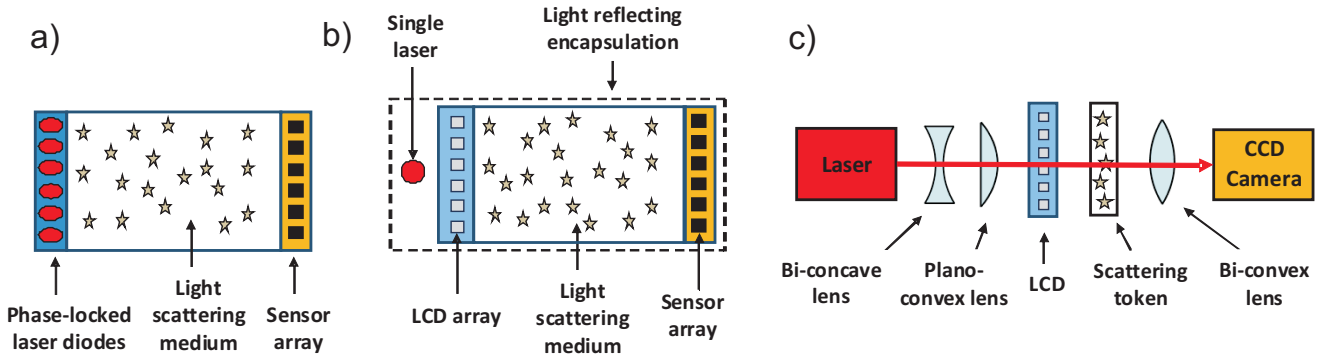 a)
Phase-locked
laser diodes
Light
scattering
medium
Sensor
array
b)
Single
laser
Light reflecting
encapsulation
LCD array
Light
scattering
medium
Sensor
array
c)
Laser
CCD
Camera
Bi-concave
lens
Plano-
convex lens
LCD
Scattering
token
Bi-convex
lens